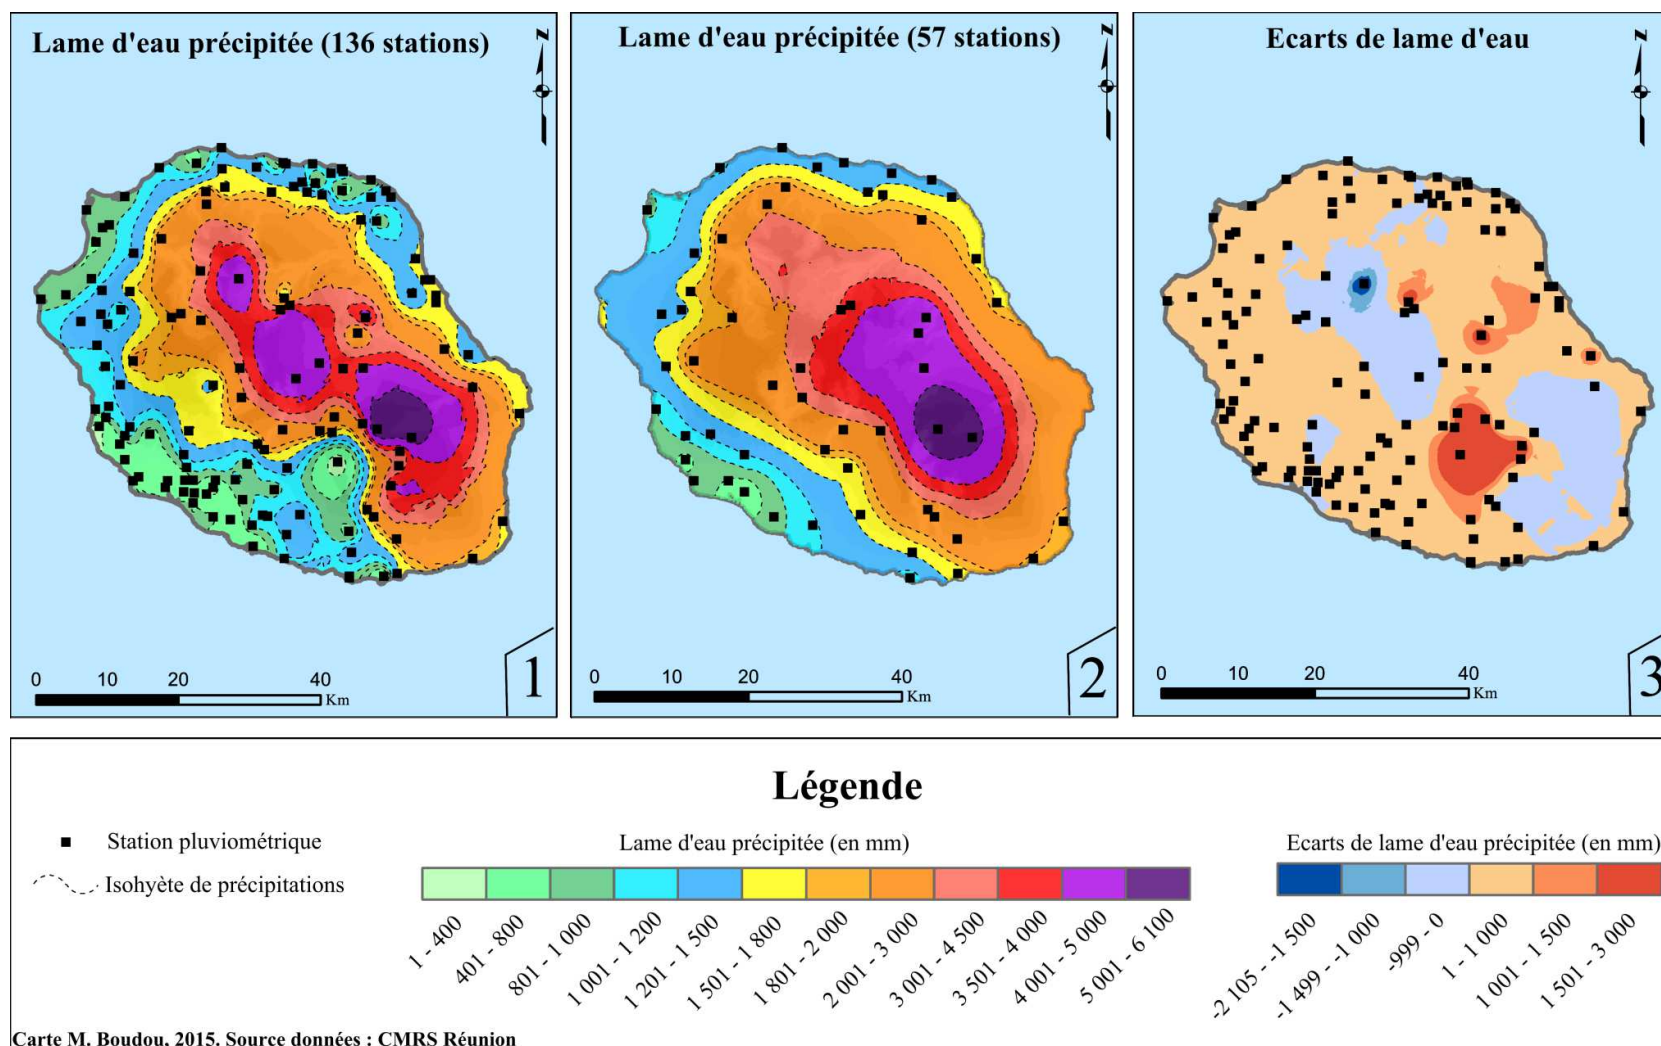 Lame d'eau précipitée (136 stations)
N
0 20 40
Km
1
Lame d'eau précipitée (57 stations)
N
0 10 20 40
Km
2
Ecarts de lame d'eau
N
0 10 20 40
Km
3
Légende
Station pluviométrique
Isohyète de précipitations
Lame d'eau précipitée (en mm)
1 - 400
401 - 800
801 - 1 000
1 001 - 1 200
1 201 - 1 500
1 501 - 1 800
1 801 - 2 000
2 001 - 3 000
3 001 - 4 500
3 501 - 4 000
4 001 - 5 000
5 001 - 6 100
Ecarts de lame d'eau précipitée (en mm)
-2 105 - -1 500
-1 499 - -1 000
-999 - 0
1 - 1 000
1 001 - 1 500
1 501 - 3 000
Carte M. Boudou, 2015. Source données : CMRS Réunion